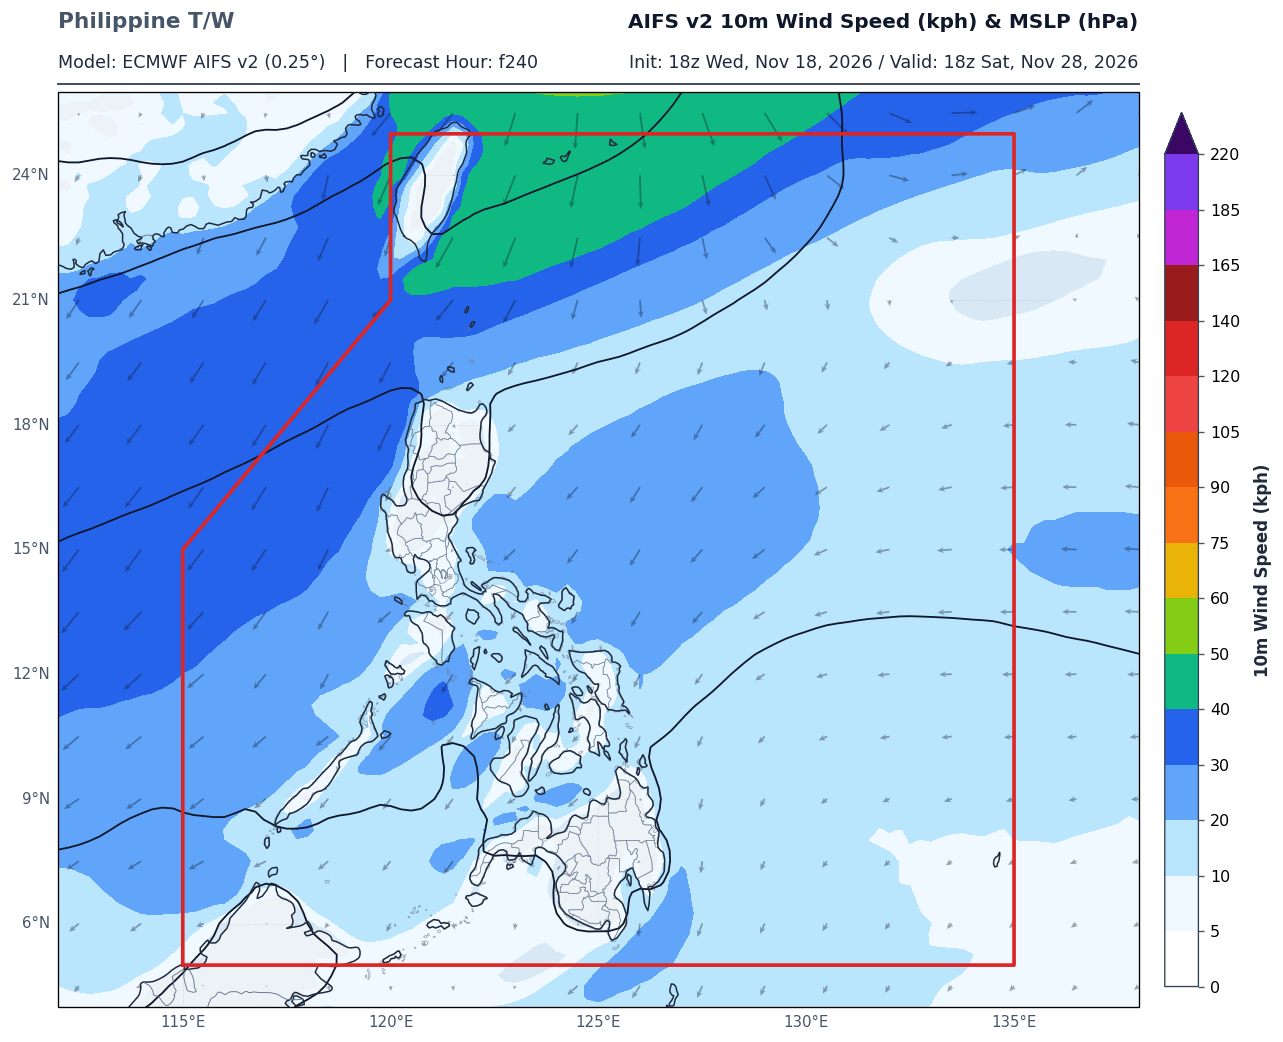 Philippine T/W
AIFS v2 10m Wind Speed (kph) & MSLP (hPa)
Model: ECMWF AIFS v2 (0.25°) | Forecast Hour: f240
Init: 18z Wed, Nov 18, 2026 / Valid: 18z Sat, Nov 28, 2026
24°N
21°N
18°N
15°N
12°N
9°N
6°N
115°E
120°E
125°E
130°E
135°E
220
185
165
140
120
105
90
75
60
50
40
30
20
10
5
0
10m Wind Speed (kph)